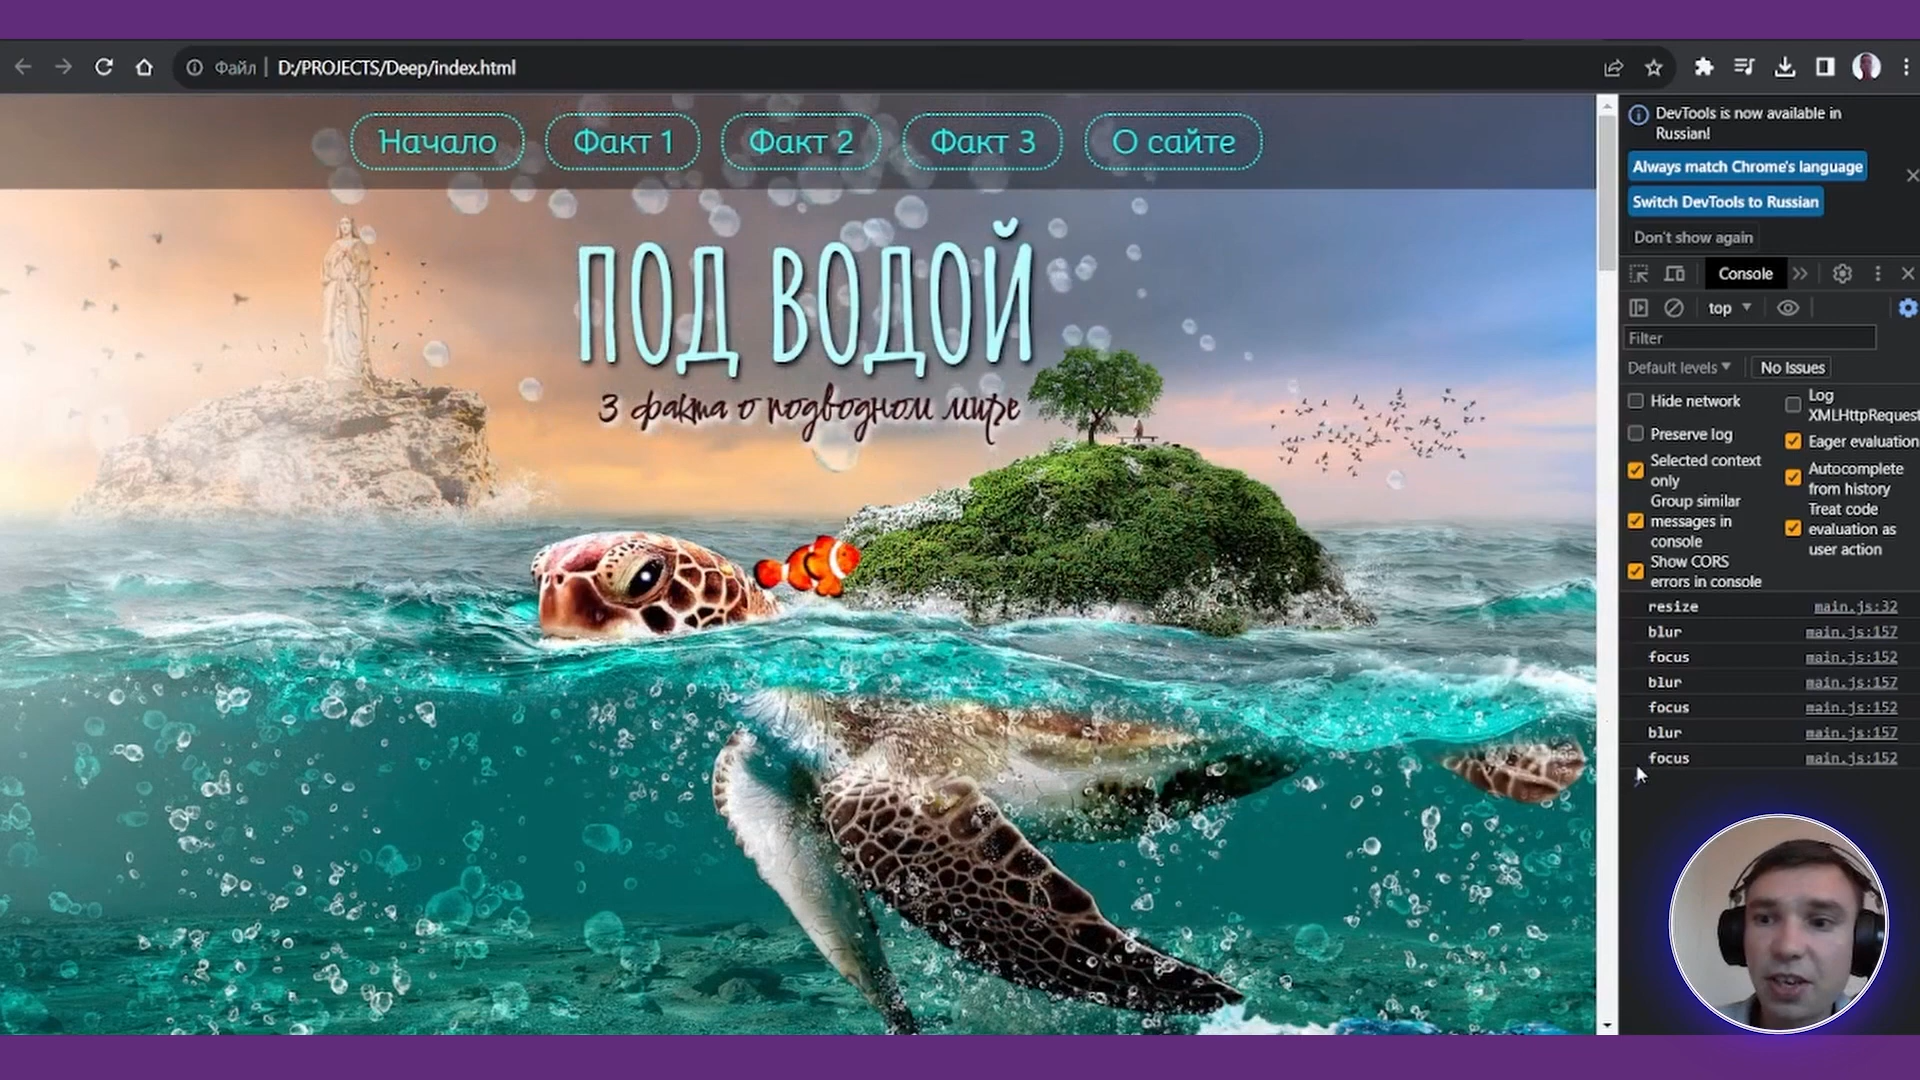 Файл
D:/PROJECTS/Deep/index.html
Начало
Факт 1
Факт 2
Факт 3
О сайте
ПОД ВОДОЙ
3 факта о подводном мире
DevTools is now available in
Russian!
Always match Chrome's language
Switch DevTools to Russian
Don't show again
Console
top
Filter
Default levels
No Issues
Hide network
Preserve log
Selected context
only
Group similar
messages in
console
Show CORS
errors in console
Log
XMLHttpRequest
Eager evaluation
Autocomplete
from history
Treat code
evaluation as
user action
resize main.js:32
blur main.js:157
focus main.js:152
blur main.js:157
focus main.js:152
blur main.js:157
focus main.js:152